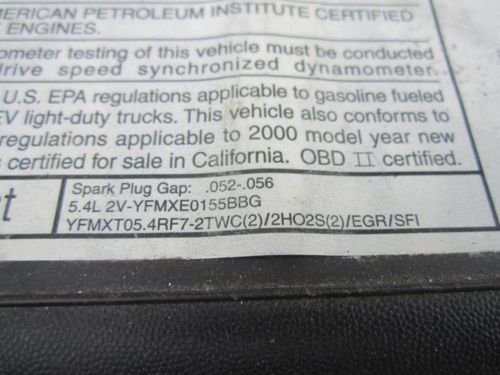 MERICAN PETROLEUM INSTITUTE CERTIFIED
ENGINES.
ometer testing of this vehicle must be conducted
drive speed synchronized dynamometer.
U.S. EPA regulations applicable to gasoline fueled
EV light-duty trucks. This vehicle also conforms to
regulations applicable to 2000 model year new
s certified for sale in California. OBD II certified.
Spark Plug Gap: .052-.056
5.4L 2V-YFMXE0155BBG
YFMXT05.4RF7-2TWC(2)/2HO2S(2)/EGR/SFI